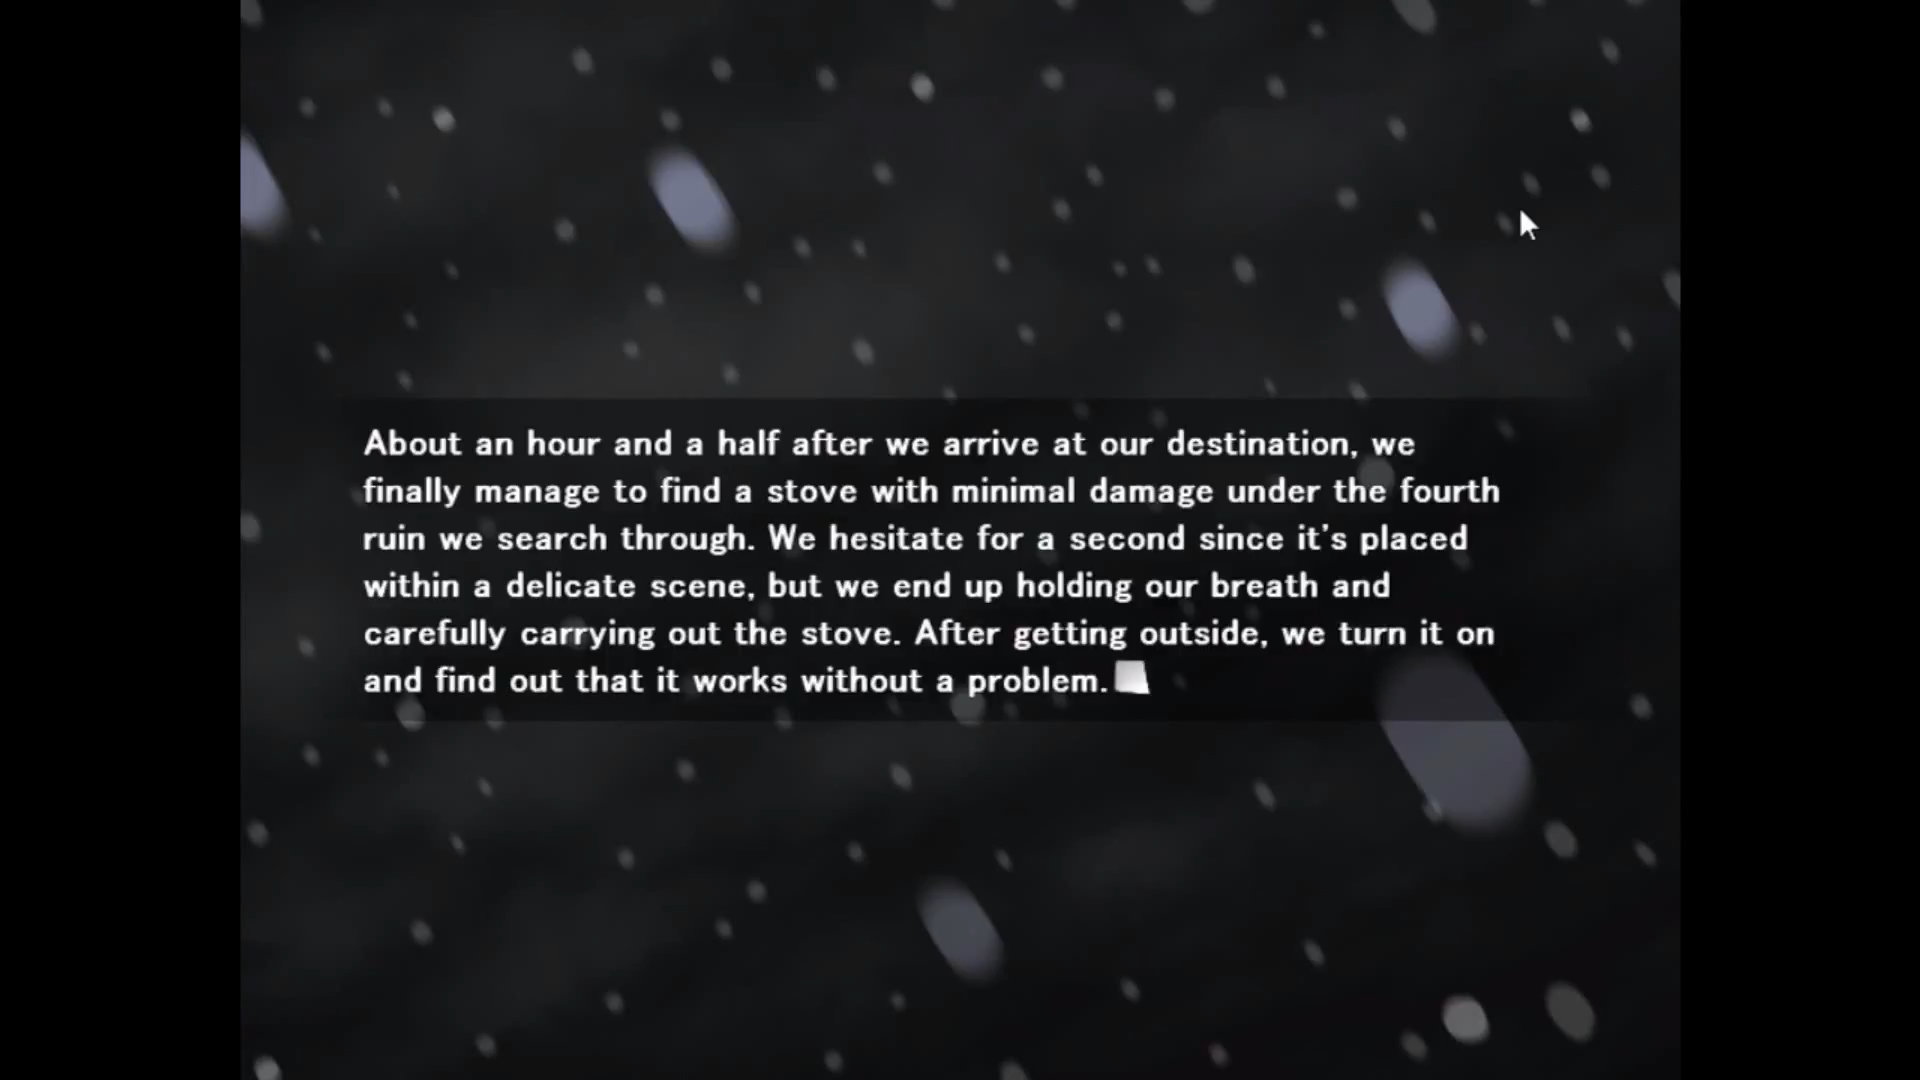 About an hour and a half after we arrive at our destination, we
finally manage to find a stove with minimal damage under the fourth
ruin we search through. We hesitate for a second since it's placed
within a delicate scene, but we end up holding our breath and
carefully carrying out the stove. After getting outside, we turn it on
and find out that it works without a problem.